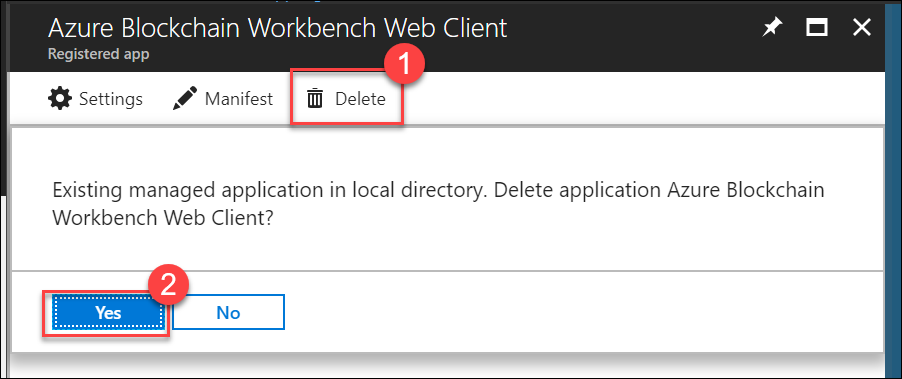 Azure Blockchain Workbench Web Client
Registered app
1
Settings Manifest Delete
Existing managed application in local directory. Delete application Azure Blockchain
Workbench Web Client?
2
Yes No